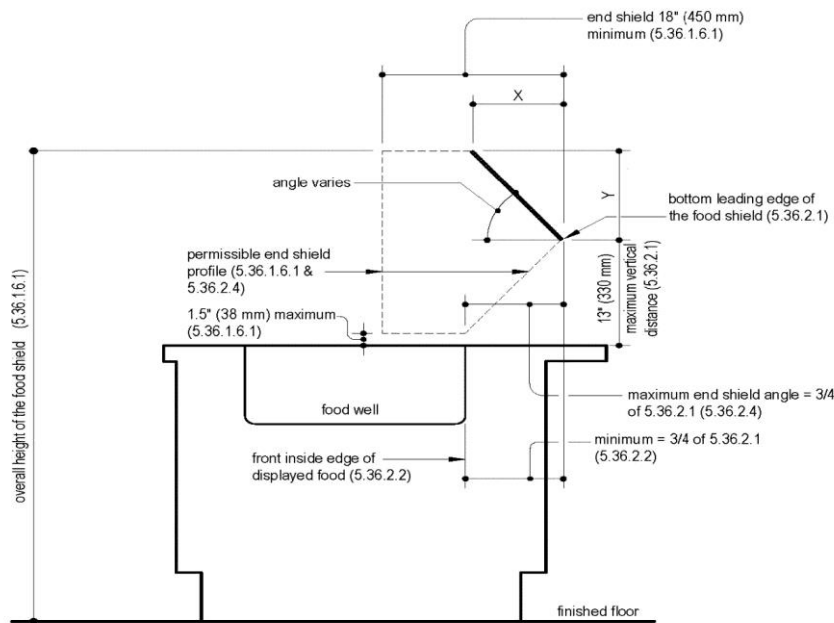 end shield 18" (450 mm)
minimum (5.36.1.6.1)
X
angle varies
Y
bottom leading edge of
the food shield (5.36.2.1)
permissible end shield
profile (5.36.1.6.1 &
5.36.2.4)
13" (330 mm)
maximum vertical
distance (5.36.2.1)
1.5" (38 mm) maximum
(5.36.1.6.1)
overall height of the food shield (5.36.1.6.1)
food well
maximum end shield angle = 3/4
of 5.36.2.1 (5.36.2.4)
minimum = 3/4 of 5.36.2.1
(5.36.2.2)
front inside edge of
displayed food (5.36.2.2)
finished floor